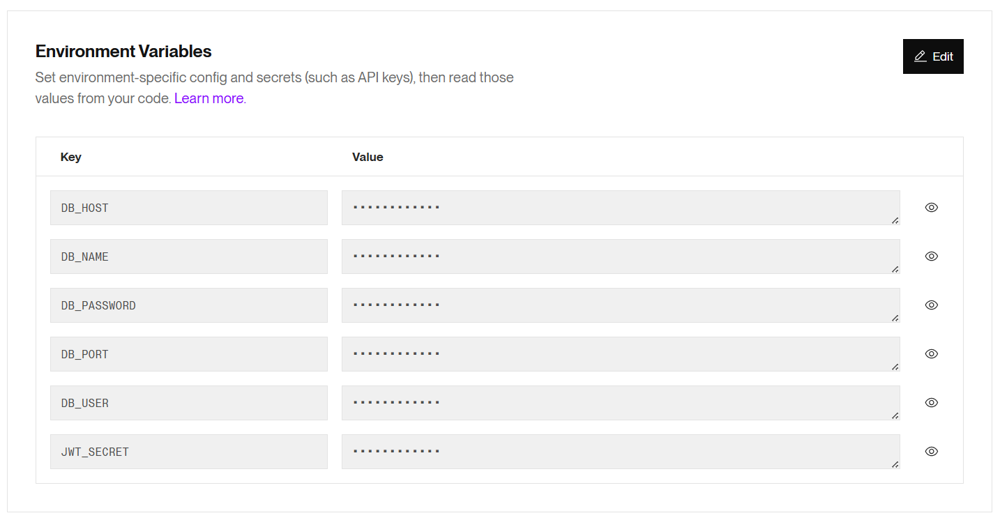 Environment Variables
Edit
Set environment-specific config and secrets (such as API keys), then read those
values from your code. Learn more.
Key Value
DB_HOST ············
DB_NAME ············
DB_PASSWORD ············
DB_PORT ············
DB_USER ············
JWT_SECRET ············